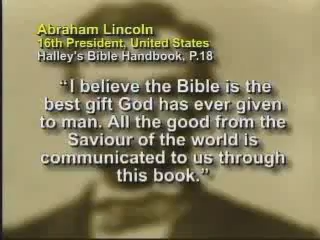 Abraham Lincoln
16th President, United States
Halley's Bible Handbook, P.18
“I believe the Bible is the
best gift God has ever given
to man. All the good from the
Saviour of the world is
communicated to us through
this book.”